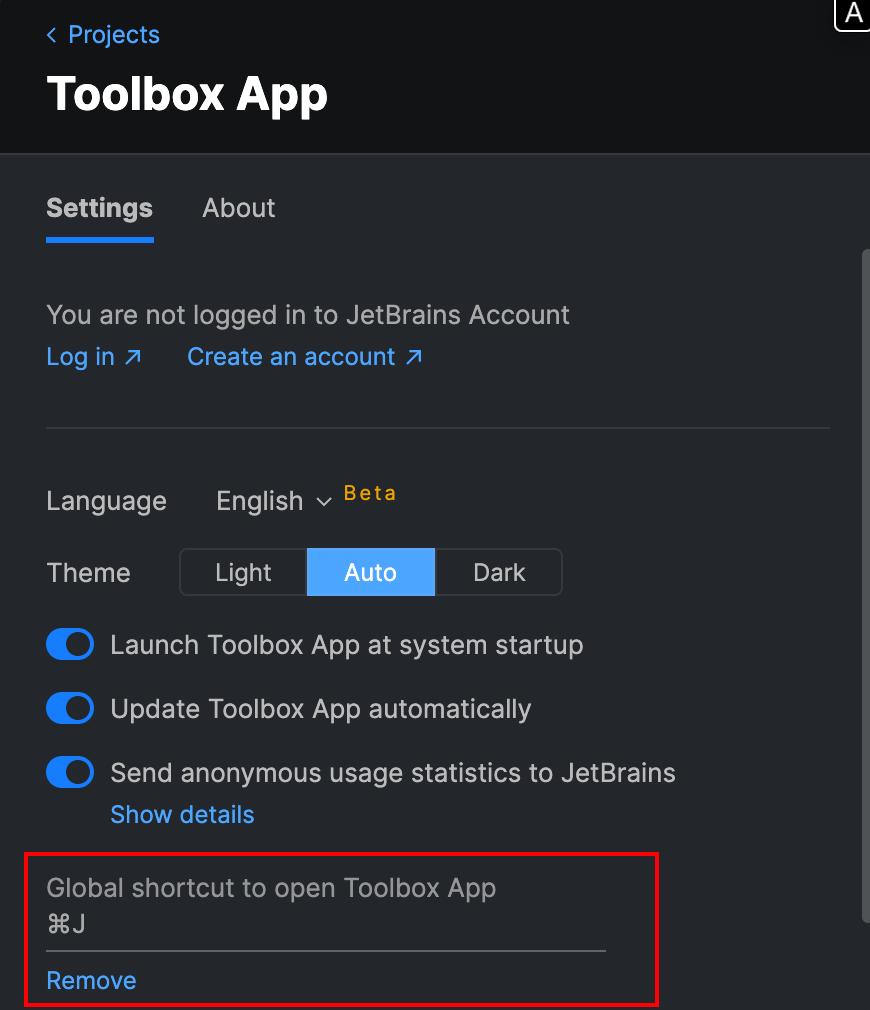 A
Projects
Toolbox App
Settings About
You are not logged in to JetBrains Account
Log in ↗ Create an account ↗
Language English Beta
Theme Light Auto Dark
Launch Toolbox App at system startup
Update Toolbox App automatically
Send anonymous usage statistics to JetBrains
Show details
Global shortcut to open Toolbox App
⌘J
Remove